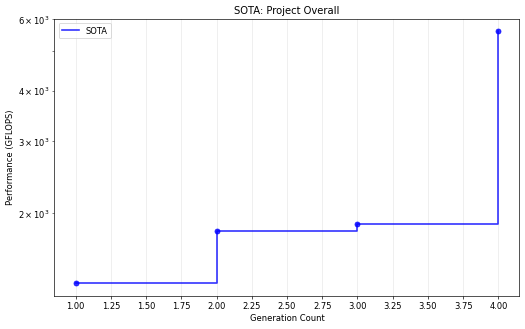 SOTA: Project Overall
SOTA
6 × 10³
4 × 10³
3 × 10³
2 × 10³
Performance (GFLOPS)
1.00 1.25 1.50 1.75 2.00 2.25 2.50 2.75 3.00 3.25 3.50 3.75 4.00
Generation Count